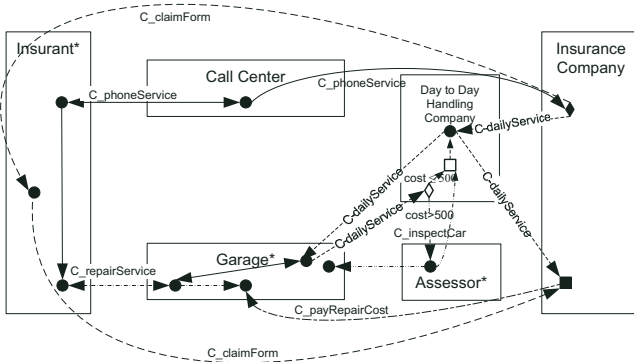 C_claimForm
Insurant*
Call Center
Insurance
Company
C_phoneService
C_phoneService
Day to Day
Handling
Company
C-dailyService
cost ≤ 500
C-dailyService
C-dailyService
C-dailyService
cost>500
C_inspectCar
Garage*
C_repairService
Assessor*
C_payRepairCost
C_claimForm